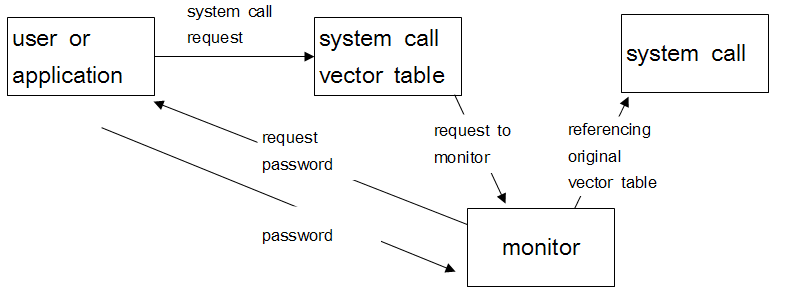 system call
request
user or
application
system call
vector table
system call
request
password
request to
monitor
referencing
original
vector table
password
monitor